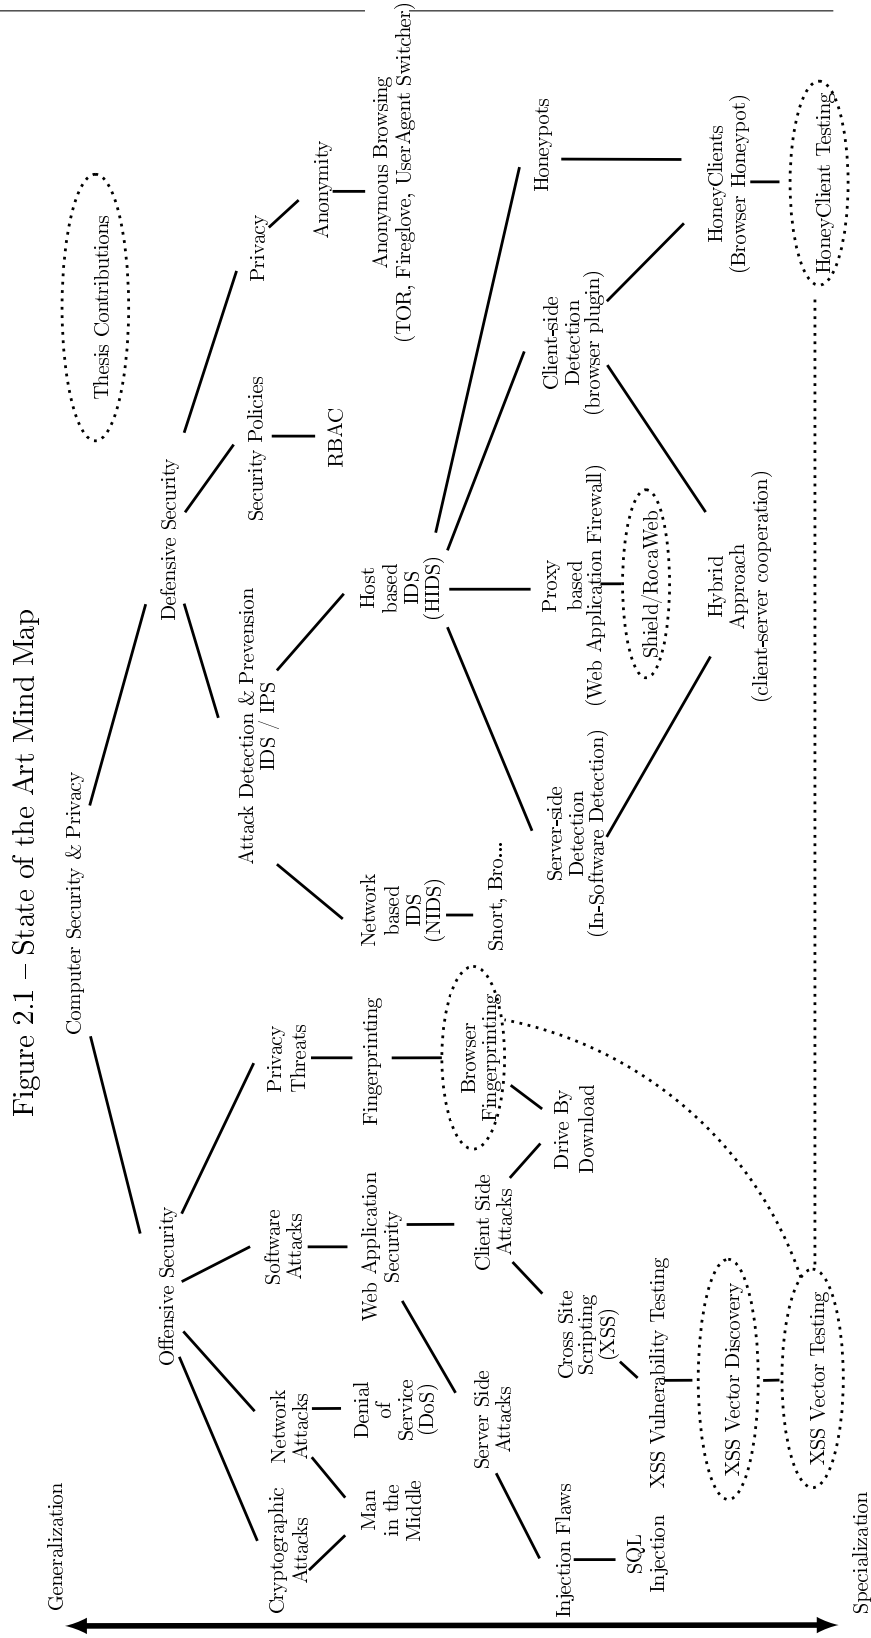 Figure 2.1 – State of the Art Mind Map
Generalization
Computer Security & Privacy
Thesis Contributions
Offensive Security
Defensive Security
Cryptographic
Attacks
Network
Attacks
Software
Attacks
Privacy
Threats
Attack Detection & Prevension
IDS / IPS
Security Policies
Privacy
Man
in the
Middle
Denial
of
Service
(DoS)
Web Application
Security
Fingerprinting
Network
based
IDS
(NIDS)
Host
based
IDS
(HIDS)
RBAC
Anonymity
Anonymous Browsing
(TOR, Fireglove, UserAgent Switcher)
Server Side
Attacks
Client Side
Attacks
Browser
Fingerprinting
Snort, Bro...
Injection Flaws
Cross Site
Scripting
(XSS)
Drive By
Download
Server-side
Detection
(In-Software Detection)
Proxy
based
(Web Application Firewall)
Client-side
Detection
(browser plugin)
Honeypots
SQL
Injection
XSS Vulnerability Testing
Shield/RocaWeb
XSS Vector Discovery
Hybrid
Approach
(client-server cooperation)
HoneyClients
(Browser Honeypot)
XSS Vector Testing
HoneyClient Testing
Specialization